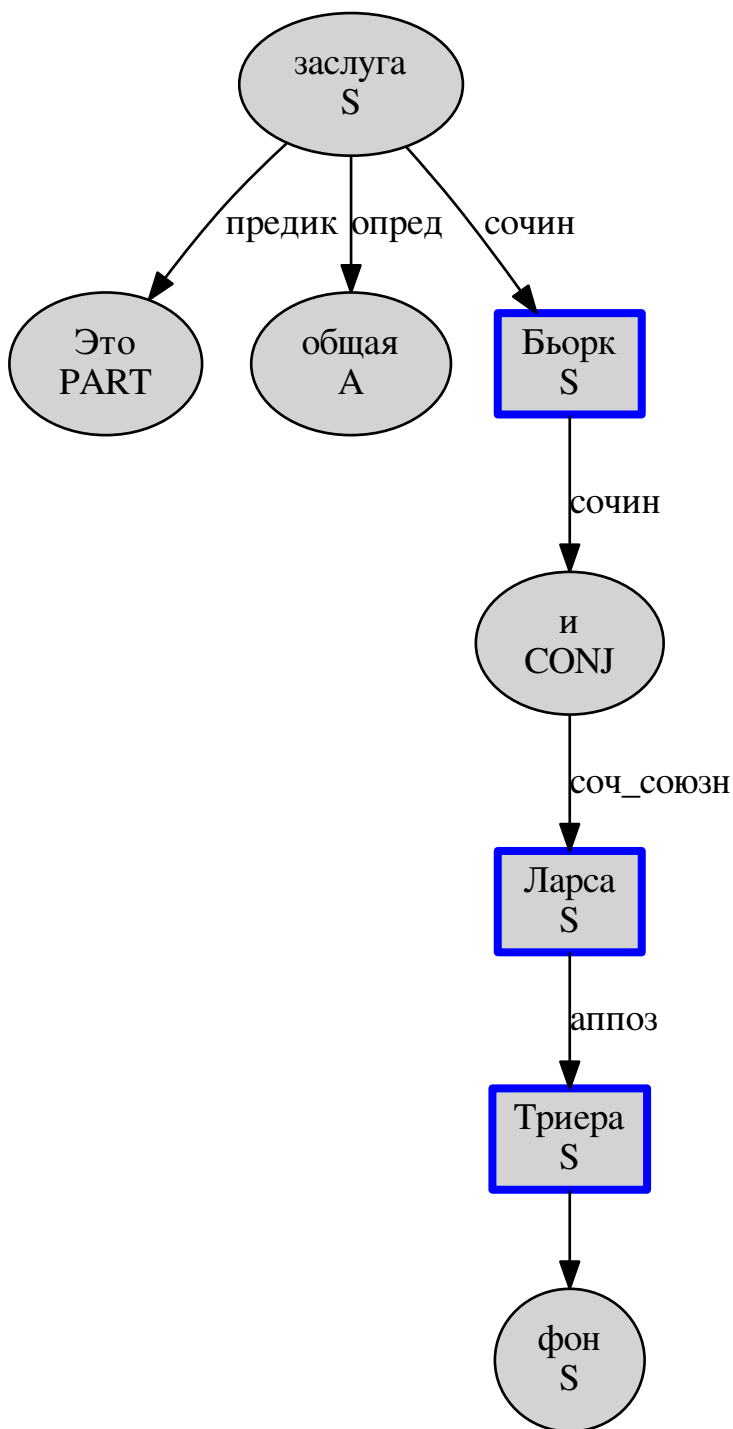 заслуга
S
предик
опред
сочин
Это
PART
общая
A
Бьорк
S
сочин
и
CONJ
соч_союзн
Ларса
S
аппоз
Триера
S
фон
S